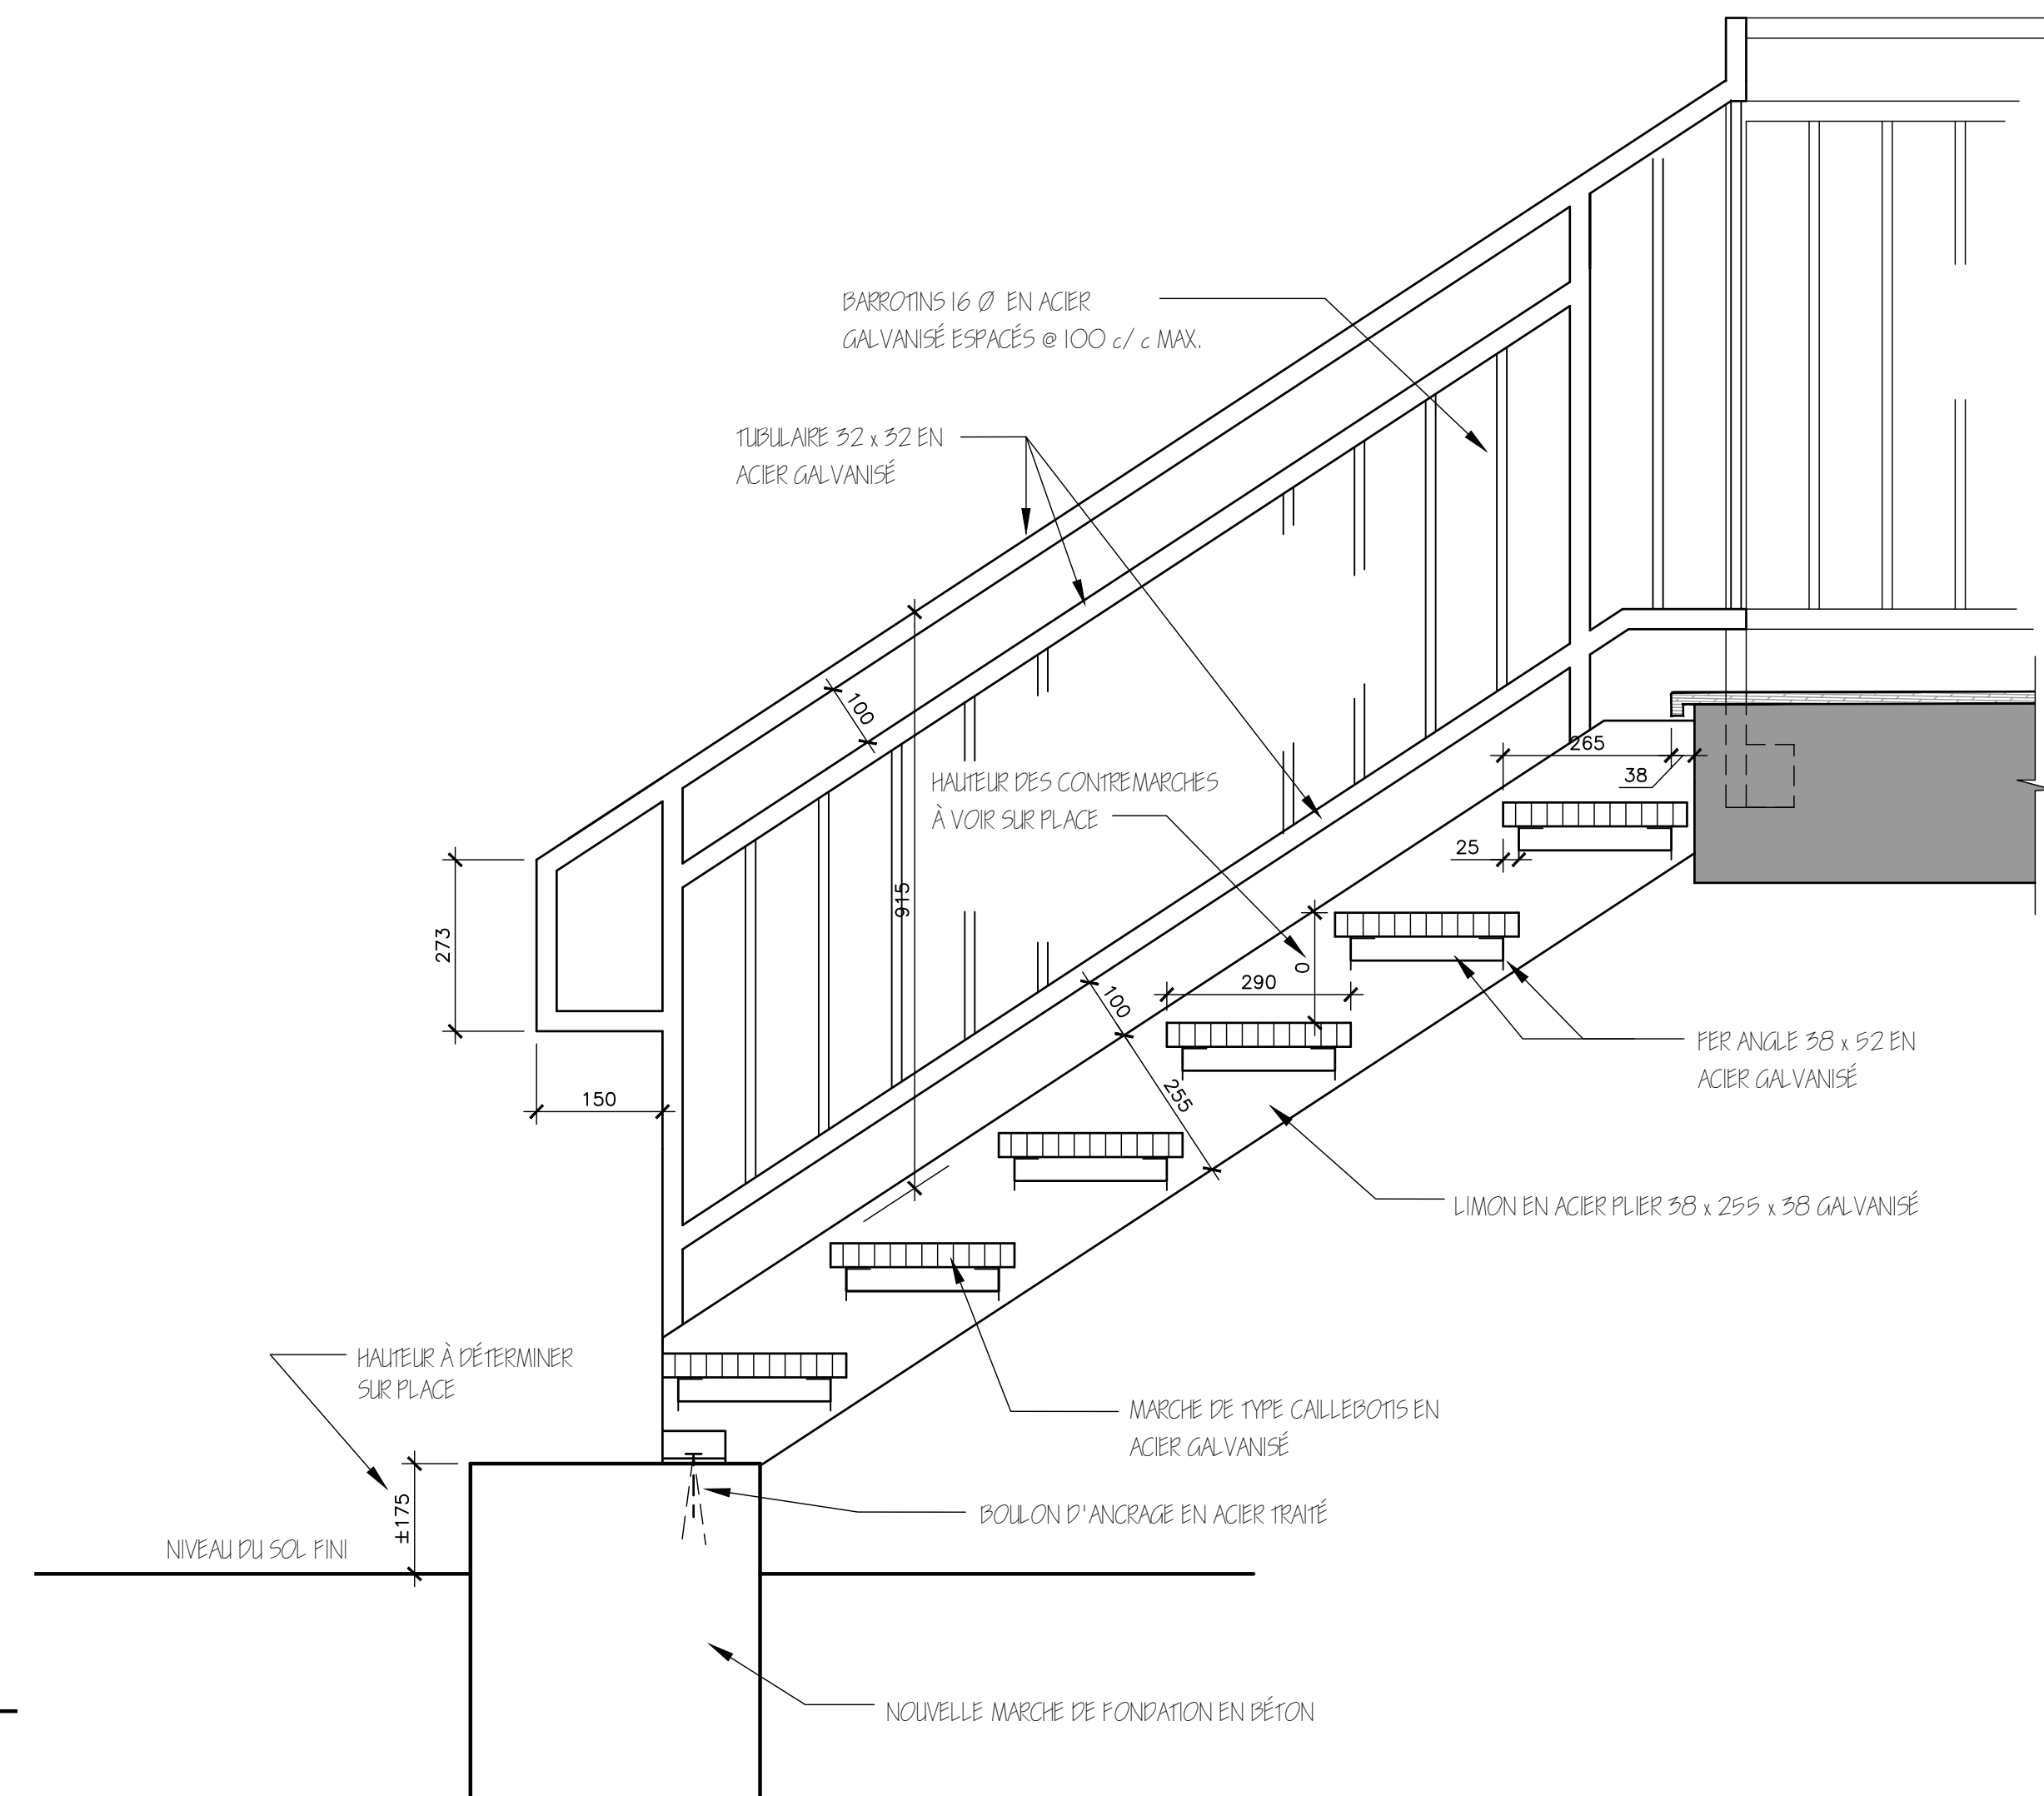 BARROTINS 16 Ø EN ACIER
GALVANISÉ ESPACÉS @ 100 c/c MAX.
TUBULAIRE 32 x 32 EN
ACIER GALVANISÉ
100
265
38
HAUTEUR DES CONTREMARCHES
À VOIR SUR PLACE
25
915
273
0
290
100
FER ANGLE 38 x 52 EN
ACIER GALVANISÉ
255
150
LIMON EN ACIER PLIER 38 x 255 x 38 GALVANISÉ
HAUTEUR À DÉTERMINER
SUR PLACE
MARCHE DE TYPE CAILLEBOTIS EN
ACIER GALVANISÉ
±175
BOULON D'ANCRAGE EN ACIER TRAITÉ
NIVEAU DU SOL FINI
NOUVELLE MARCHE DE FONDATION EN BÉTON